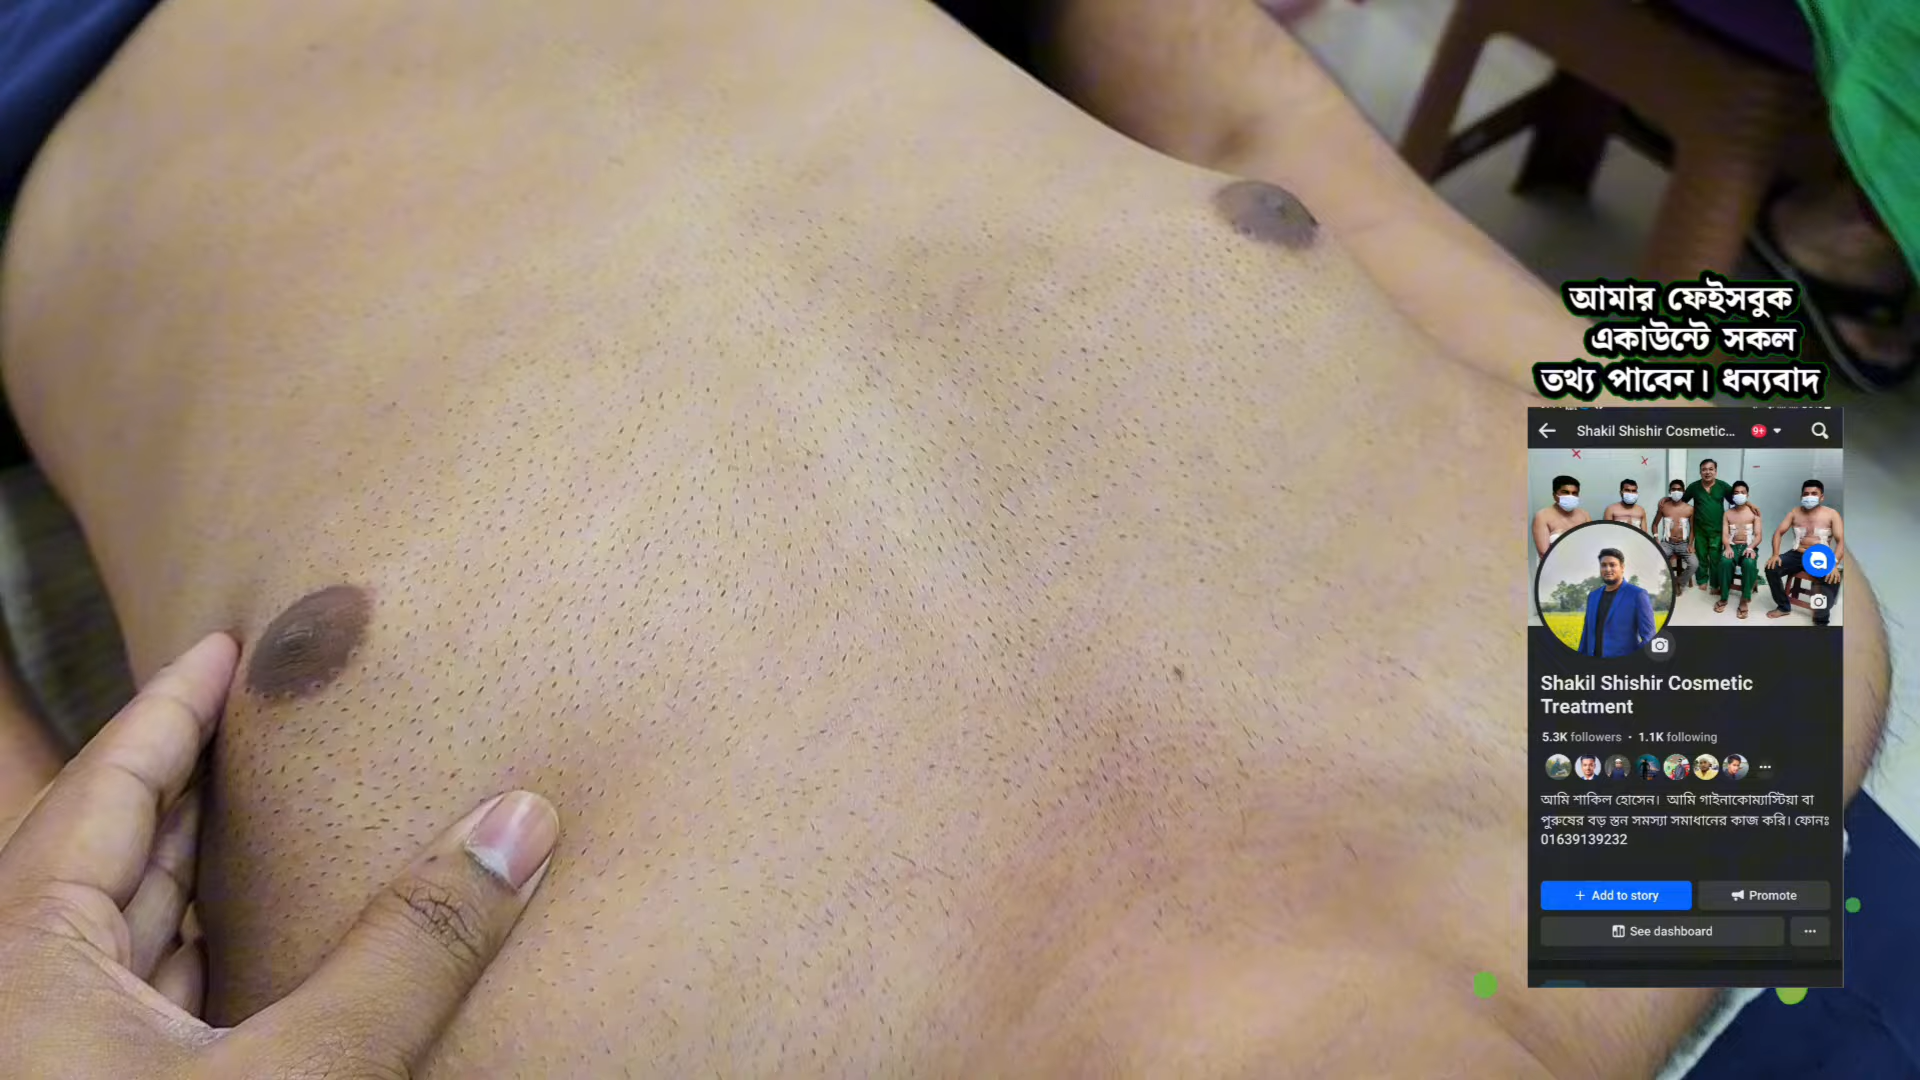 আমার ফেইসবুক
একাউন্টে সকল
তথ্য পাবেন। ধন্যবাদ
Shakil Shishir Cosmetic... 9+
Shakil Shishir Cosmetic
Treatment
5.3K followers · 1.1K following
আমি শাকিল হোসেন। আমি গাইনাকোম্যাস্টিয়া বা
পুরুষের বড় স্তন সমস্যা সমাধানের কাজ করি। ফোনঃ
01639139232
+ Add to story
Promote
See dashboard